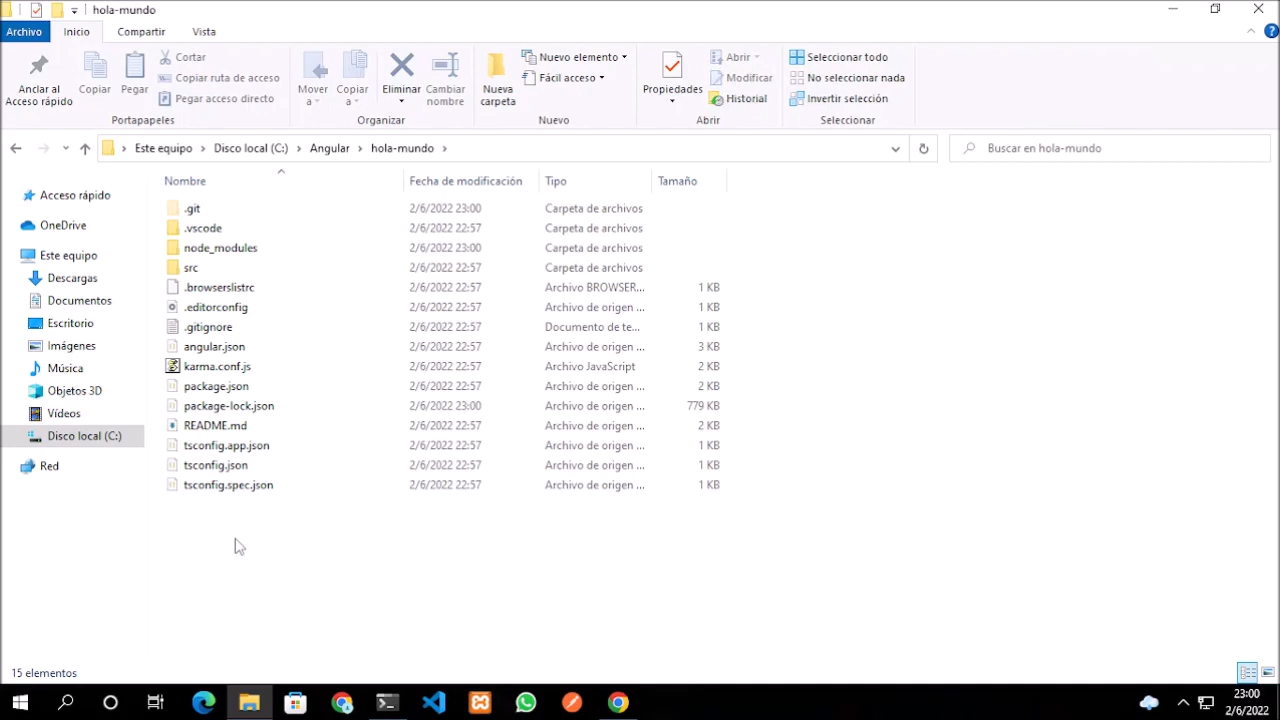 hola-mundo
Archivo Inicio Compartir Vista
Anclar al Acceso rápido
Copiar
Pegar
Cortar
Copiar ruta de acceso
Pegar acceso directo
Portapapeles
Mover a
Copiar a
Eliminar
Cambiar nombre
Organizar
Nueva carpeta
Nuevo elemento
Fácil acceso
Nuevo
Propiedades
Abrir
Modificar
Historial
Abrir
Seleccionar todo
No seleccionar nada
Invertir selección
Seleccionar
Este equipo > Disco local (C:) > Angular > hola-mundo >
Buscar en hola-mundo
Acceso rápido
OneDrive
Este equipo
Descargas
Documentos
Escritorio
Imágenes
Música
Objetos 3D
Vídeos
Disco local (C:)
Red
Nombre Fecha de modificación Tipo Tamaño
.git 2/6/2022 23:00 Carpeta de archivos
.vscode 2/6/2022 22:57 Carpeta de archivos
node_modules 2/6/2022 23:00 Carpeta de archivos
src 2/6/2022 22:57 Carpeta de archivos
.browserslistrc 2/6/2022 22:57 Archivo BROWSER... 1 KB
.editorconfig 2/6/2022 22:57 Archivo de origen ... 1 KB
.gitignore 2/6/2022 22:57 Documento de te... 1 KB
angular.json 2/6/2022 22:57 Archivo de origen ... 3 KB
karma.conf.js 2/6/2022 22:57 Archivo JavaScript 2 KB
package.json 2/6/2022 22:57 Archivo de origen ... 2 KB
package-lock.json 2/6/2022 23:00 Archivo de origen ... 779 KB
README.md 2/6/2022 22:57 Archivo de origen ... 2 KB
tsconfig.app.json 2/6/2022 22:57 Archivo de origen ... 1 KB
tsconfig.json 2/6/2022 22:57 Archivo de origen ... 1 KB
tsconfig.spec.json 2/6/2022 22:57 Archivo de origen ... 1 KB
15 elementos
23:00
2/6/2022